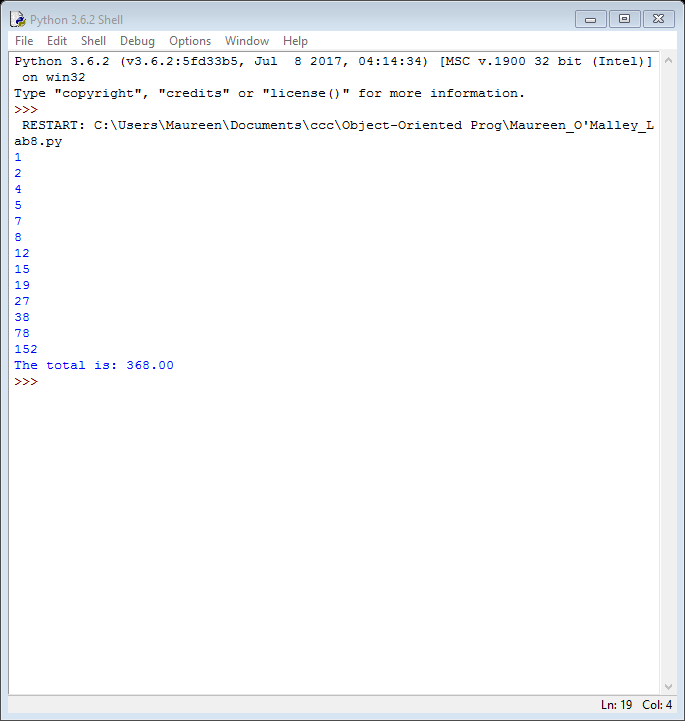 Python 3.6.2 Shell
File Edit Shell Debug Options Window Help
Python 3.6.2 (v3.6.2:5fd33b5, Jul  8 2017, 04:14:34) [MSC v.1900 32 bit (Intel)]
 on win32
Type "copyright", "credits" or "license()" for more information.
>>>
 RESTART: C:\Users\Maureen\Documents\ccc\Object-Oriented Prog\Maureen_O'Malley_L
ab8.py
1
2
4
5
7
8
12
15
19
27
38
78
152
The total is: 368.00
>>>
Ln: 19 Col: 4